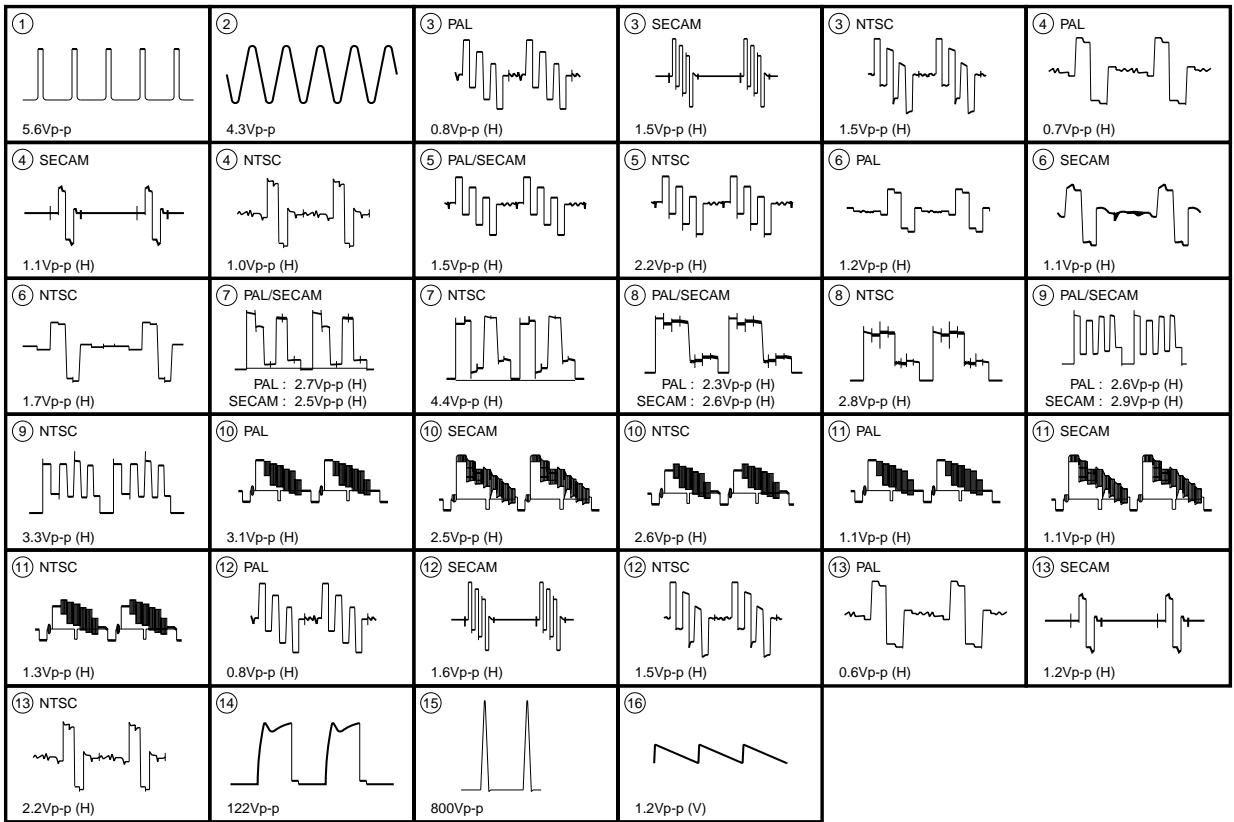 ① 
5.6Vp-p
② 
4.3Vp-p
③ PAL
0.8Vp-p (H)
③ SECAM
1.5Vp-p (H)
③ NTSC
1.5Vp-p (H)
④ PAL
0.7Vp-p (H)
④ SECAM
1.1Vp-p (H)
④ NTSC
1.0Vp-p (H)
⑤ PAL/SECAM
1.5Vp-p (H)
⑤ NTSC
2.2Vp-p (H)
⑥ PAL
1.2Vp-p (H)
⑥ SECAM
1.1Vp-p (H)
⑥ NTSC
1.7Vp-p (H)
⑦ PAL/SECAM
PAL : 2.7Vp-p (H)
SECAM : 2.5Vp-p (H)
⑦ NTSC
4.4Vp-p (H)
⑧ PAL/SECAM
PAL : 2.3Vp-p (H)
SECAM : 2.6Vp-p (H)
⑧ NTSC
2.8Vp-p (H)
⑨ PAL/SECAM
PAL : 2.6Vp-p (H)
SECAM : 2.9Vp-p (H)
⑨ NTSC
3.3Vp-p (H)
⑩ PAL
3.1Vp-p (H)
⑩ SECAM
2.5Vp-p (H)
⑩ NTSC
2.6Vp-p (H)
⑪ PAL
1.1Vp-p (H)
⑪ SECAM
1.1Vp-p (H)
⑪ NTSC
1.3Vp-p (H)
⑫ PAL
0.8Vp-p (H)
⑫ SECAM
1.6Vp-p (H)
⑫ NTSC
1.5Vp-p (H)
⑬ PAL
0.6Vp-p (H)
⑬ SECAM
1.2Vp-p (H)
⑬ NTSC
2.2Vp-p (H)
⑭
122Vp-p
⑮
800Vp-p
⑯
1.2Vp-p (V)